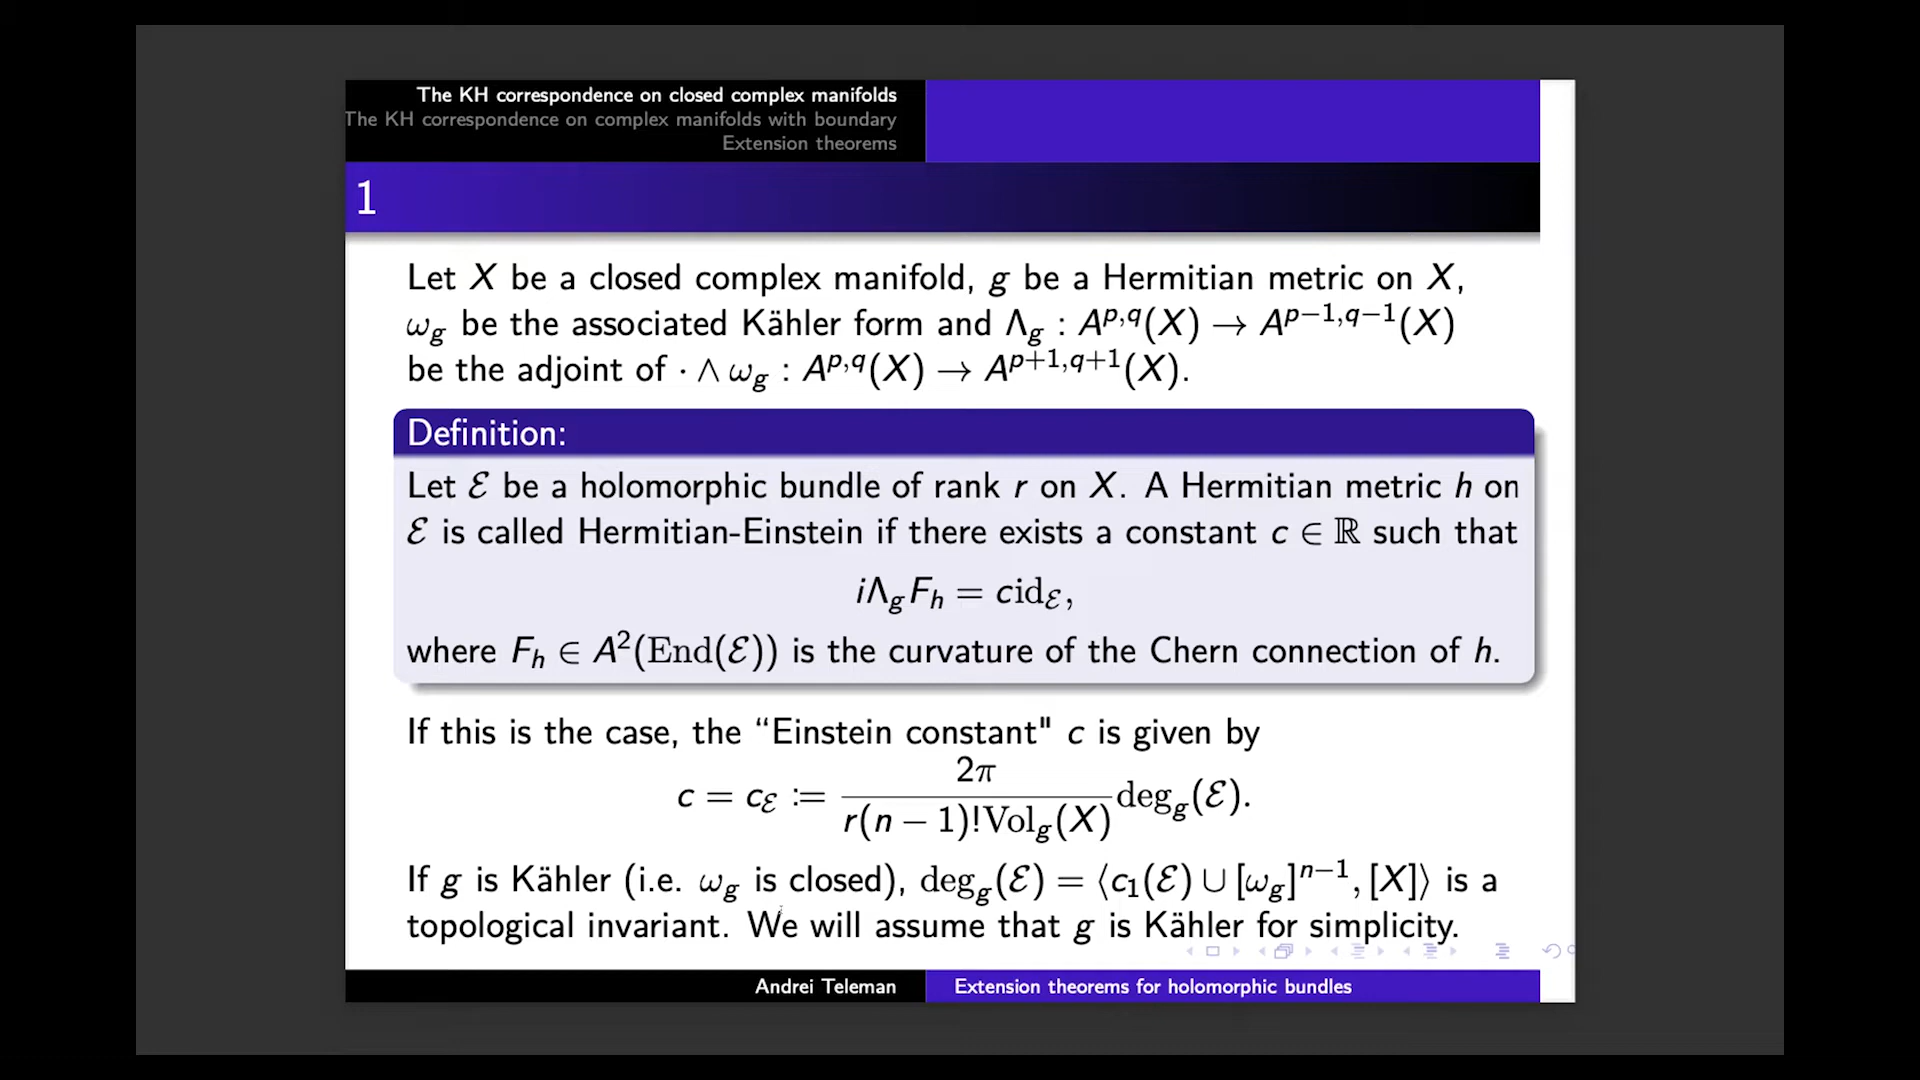 The KH correspondence on closed complex manifolds
The KH correspondence on complex manifolds with boundary
Extension theorems
1
Let X be a closed complex manifold, g be a Hermitian metric on X,
ω_g be the associated Kähler form and Λ_g : A^{p,q}(X) → A^{p−1,q−1}(X)
be the adjoint of · ∧ ω_g : A^{p,q}(X) → A^{p+1,q+1}(X).
Definition:
Let ℰ be a holomorphic bundle of rank r on X. A Hermitian metric h on
ℰ is called Hermitian-Einstein if there exists a constant c ∈ ℝ such that
iΛ_g F_h = cid_ℰ,
where F_h ∈ A²(End(ℰ)) is the curvature of the Chern connection of h.
If this is the case, the “Einstein constant" c is given by
c = c_ℰ := \frac{2π}{r(n − 1)!Vol_g(X)} deg_g(ℰ).
If g is Kähler (i.e. ω_g is closed), deg_g(ℰ) = ⟨c₁(ℰ) ∪ [ω_g]^{n−1}, [X]⟩ is a
topological invariant. We will assume that g is Kähler for simplicity.
Andrei Teleman
Extension theorems for holomorphic bundles